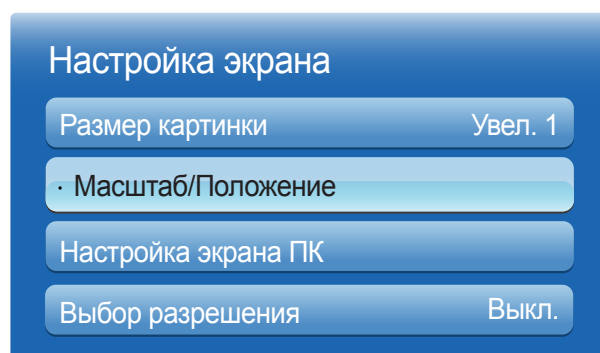 Настройка экрана
Размер картинки Увел. 1
· Масштаб/Положение
Настройка экрана ПК
Выбор разрешения Выкл.